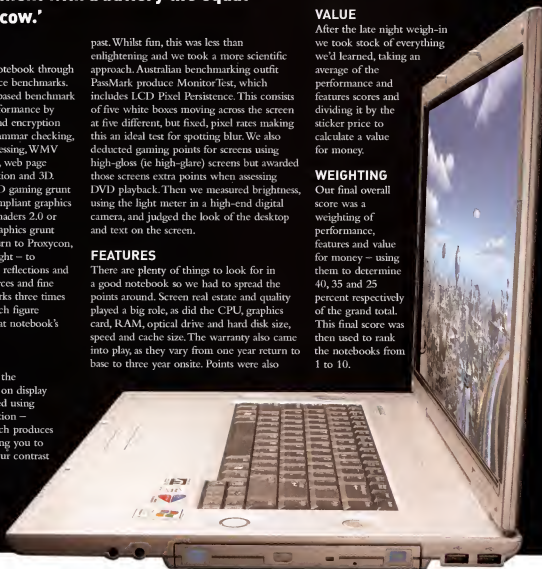 cow.'
otebook through
ce benchmarks.
based benchmark
formance by
nd encryption
ammar checking,
essing, WMV
, web page
tion and 3D.
D gaming grunt
mpliant graphics
haders 2.0 or
aphics grunt
urn to Proxycon,
ght – to
reflections and
rces and fine
rks three times
ch figure
at notebook's
the
on display
ed using
tion –
ch produces
ng you to
ur contrast
past. Whilst fun, this was less than
enlightening and we took a more scientific
approach. Australian benchmarking outfit
PassMark produce MonitorTest, which
includes LCD Pixel Persistence. This consists
of five white boxes moving across the screen
at five different, but fixed, pixel rates making
this an ideal test for spotting blur. We also
deducted gaming points for screens using
high-gloss (ie high-glare) screens but awarded
those screens extra points when assessing
DVD playback. Then we measured brightness,
using the light meter in a high-end digital
camera, and judged the look of the desktop
and text on the screen.
FEATURES
There are plenty of things to look for in
a good notebook so we had to spread the
points around. Screen real estate and quality
played a big role, as did the CPU, graphics
card, RAM, optical drive and hard disk size,
speed and cache size. The warranty also came
into play, as they vary from one year return to
base to three year onsite. Points were also
VALUE
After the late night weigh-in
we took stock of everything
we'd learned, taking an
average of the
performance and
features scores and
dividing it by the
sticker price to
calculate a value
for money.
WEIGHTING
Our final overall
score was a
weighting of
performance,
features and value
for money – using
them to determine
40, 35 and 25
percent respectively
of the grand total.
This final score was
then used to rank
the notebooks from
1 to 10.